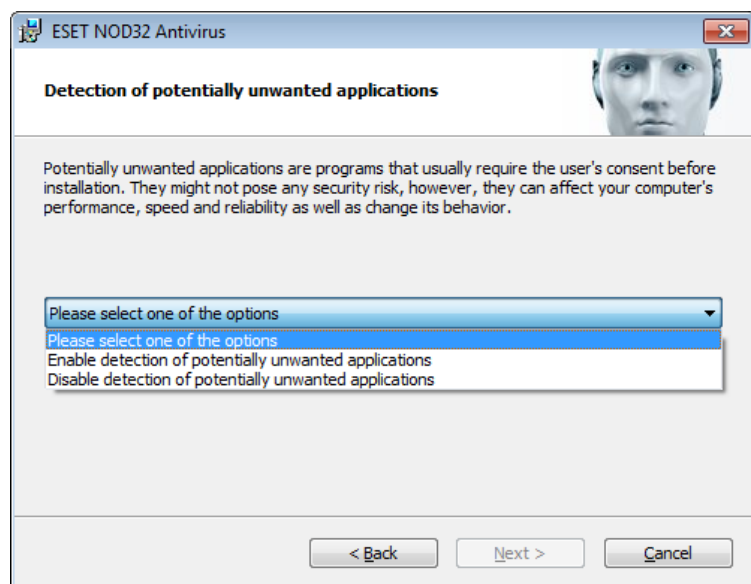 ESET NOD32 Antivirus
Detection of potentially unwanted applications
Potentially unwanted applications are programs that usually require the user's consent before
installation. They might not pose any security risk, however, they can affect your computer's
performance, speed and reliability as well as change its behavior.
Please select one of the options
Please select one of the options
Enable detection of potentially unwanted applications
Disable detection of potentially unwanted applications
< Back
Next >
Cancel